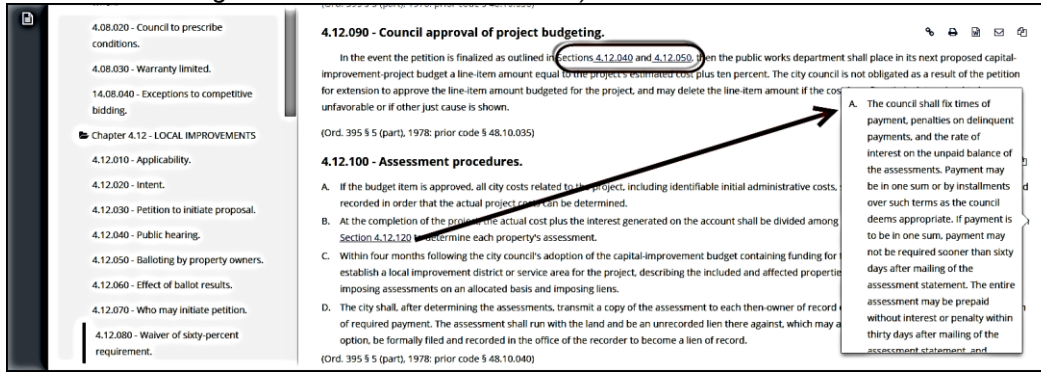 4.08.020 - Council to prescribe
conditions.
4.08.030 - Warranty limited.
14.08.040 - Exceptions to competitive
bidding.
Chapter 4.12 - LOCAL IMPROVEMENTS
4.12.010 - Applicability.
4.12.020 - Intent.
4.12.030 - Petition to initiate proposal.
4.12.040 - Public hearing.
4.12.050 - Balloting by property owners.
4.12.060 - Effect of ballot results.
4.12.070 - Who may initiate petition.
4.12.080 - Waiver of sixty-percent
requirement.
4.12.090 - Council approval of project budgeting.
In the event the petition is finalized as outlined in Sections 4.12.040 and 4.12.050, then the public works department shall place in its next proposed capital-
improvement-project budget a line-item amount equal to the project's estimated cost plus ten percent. The city council is not obligated as a result of the petition
for extension to approve the line-item amount budgeted for the project, and may delete the line-item amount if the
unfavorable or if other just cause is shown.
(Ord. 395 § 5 (part), 1978: prior code § 48.10.035)
4.12.100 - Assessment procedures.
A. If the budget item is approved, all city costs related to the project, including identifiable initial administrative costs,
recorded in order that the actual project costs can be determined.
B. At the completion of the project, the actual cost plus the interest generated on the account shall be divided among
Section 4.12.120 to determine each property's assessment.
C. Within four months following the city council's adoption of the capital-improvement budget containing funding for
establish a local improvement district or service area for the project, describing the included and affected
imposing assessments on an allocated basis and imposing liens.
D. The city shall, after determining the assessments, transmit a copy of the assessment to each then-owner of record
of required payment. The assessment shall run with the land and be an unrecorded lien there against, which may
option, be formally filed and recorded in the office of the recorder to become a lien of record.
(Ord. 395 § 5 (part), 1978: prior code § 48.10.040)
A. The council shall fix times of
payment, penalties on delinquent
payments, and the rate of
interest on the unpaid balance of
the assessments. Payment may
be in one sum or by installments
over such terms as the council
deems appropriate. If payment is
to be in one sum, payment may
not be required sooner than sixty
days after mailing of the
assessment statement. The entire
assessment may be prepaid
without interest or penalty within
thirty days after mailing of the
assessment statement, and